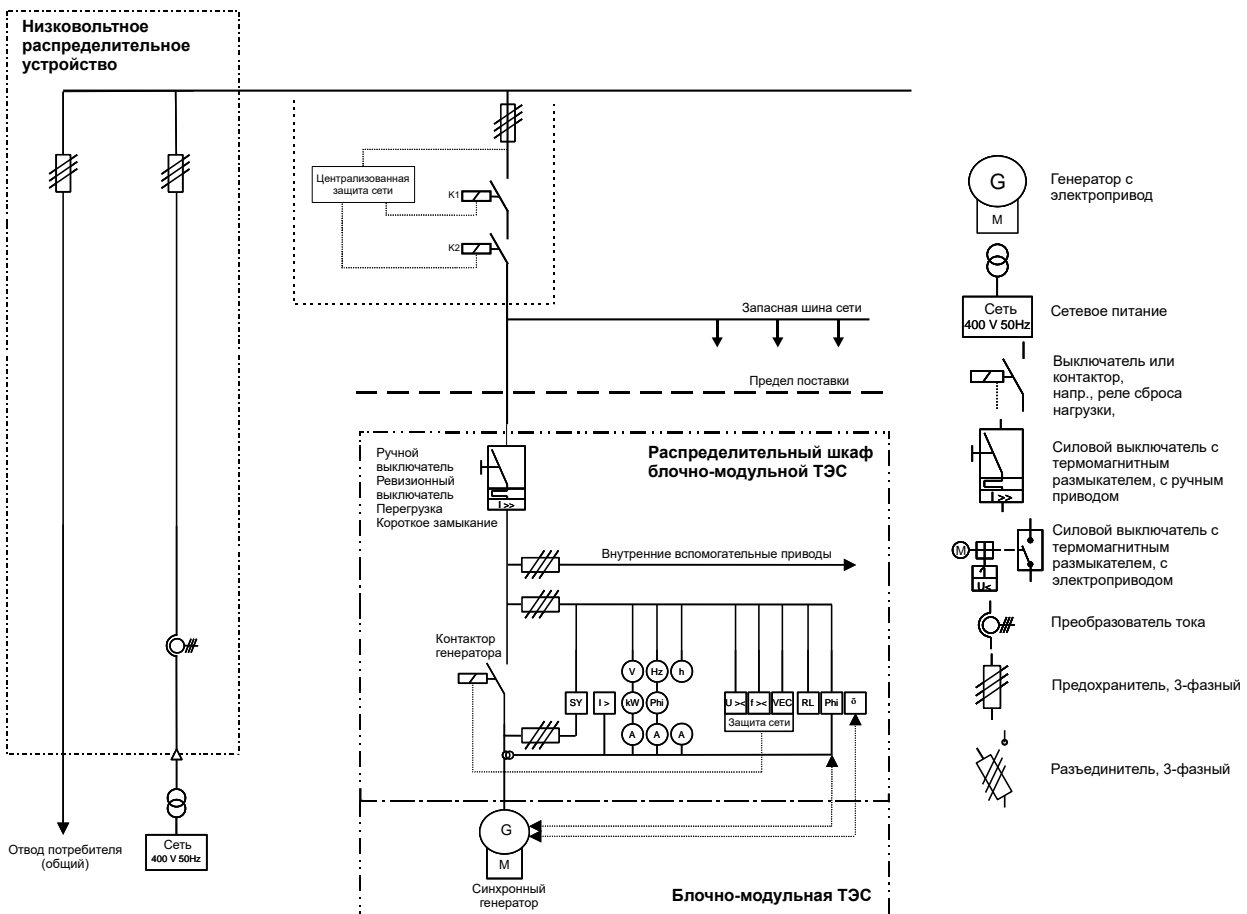 Низковольтное
распределительное
устройство
Централизованная
защита сети
K1
K2
Запасная шина сети
Предел поставки
Ручной
выключатель
Ревизионный
выключатель
Перегрузка
Короткое замыкание
I >>
Распределительный шкаф
блочно-модульной ТЭС
Внутренние вспомогательные приводы
Контактор
генератора
V
Hz
h
SY
I >
kW
Phi
U ><
f ><
VEC
RL
Phi
ō
A
A
A
Защита сети
G
M
Синхронный
генератор
Блочно-модульная ТЭС
Отвод потребителя
(общий)
Сеть
400 V 50Hz
G
M
Генератор с
электропривод
Сеть
400 V 50Hz
Сетевое питание
Выключатель или
контактор,
напр., реле сброса
нагрузки,
I >>
Силовой выключатель с
термомагнитным
размыкателем, с ручным
приводом
M
U<
Силовой выключатель с
термомагнитным
размыкателем, с
электроприводом
Преобразователь тока
Предохранитель, 3-фазный
Разъединитель, 3-фазный